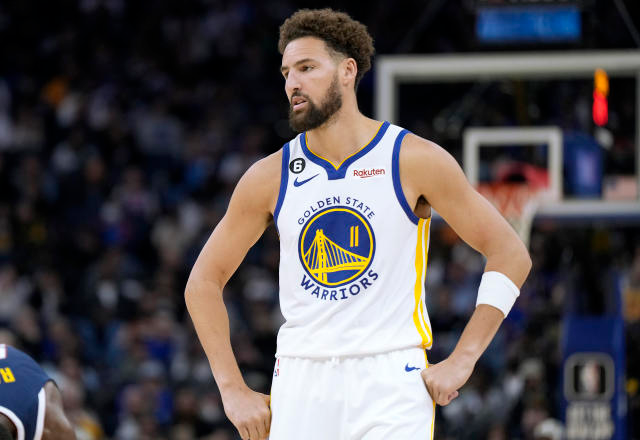 6
Rakuten
GOLDEN STATE
11
WARRIORS
R